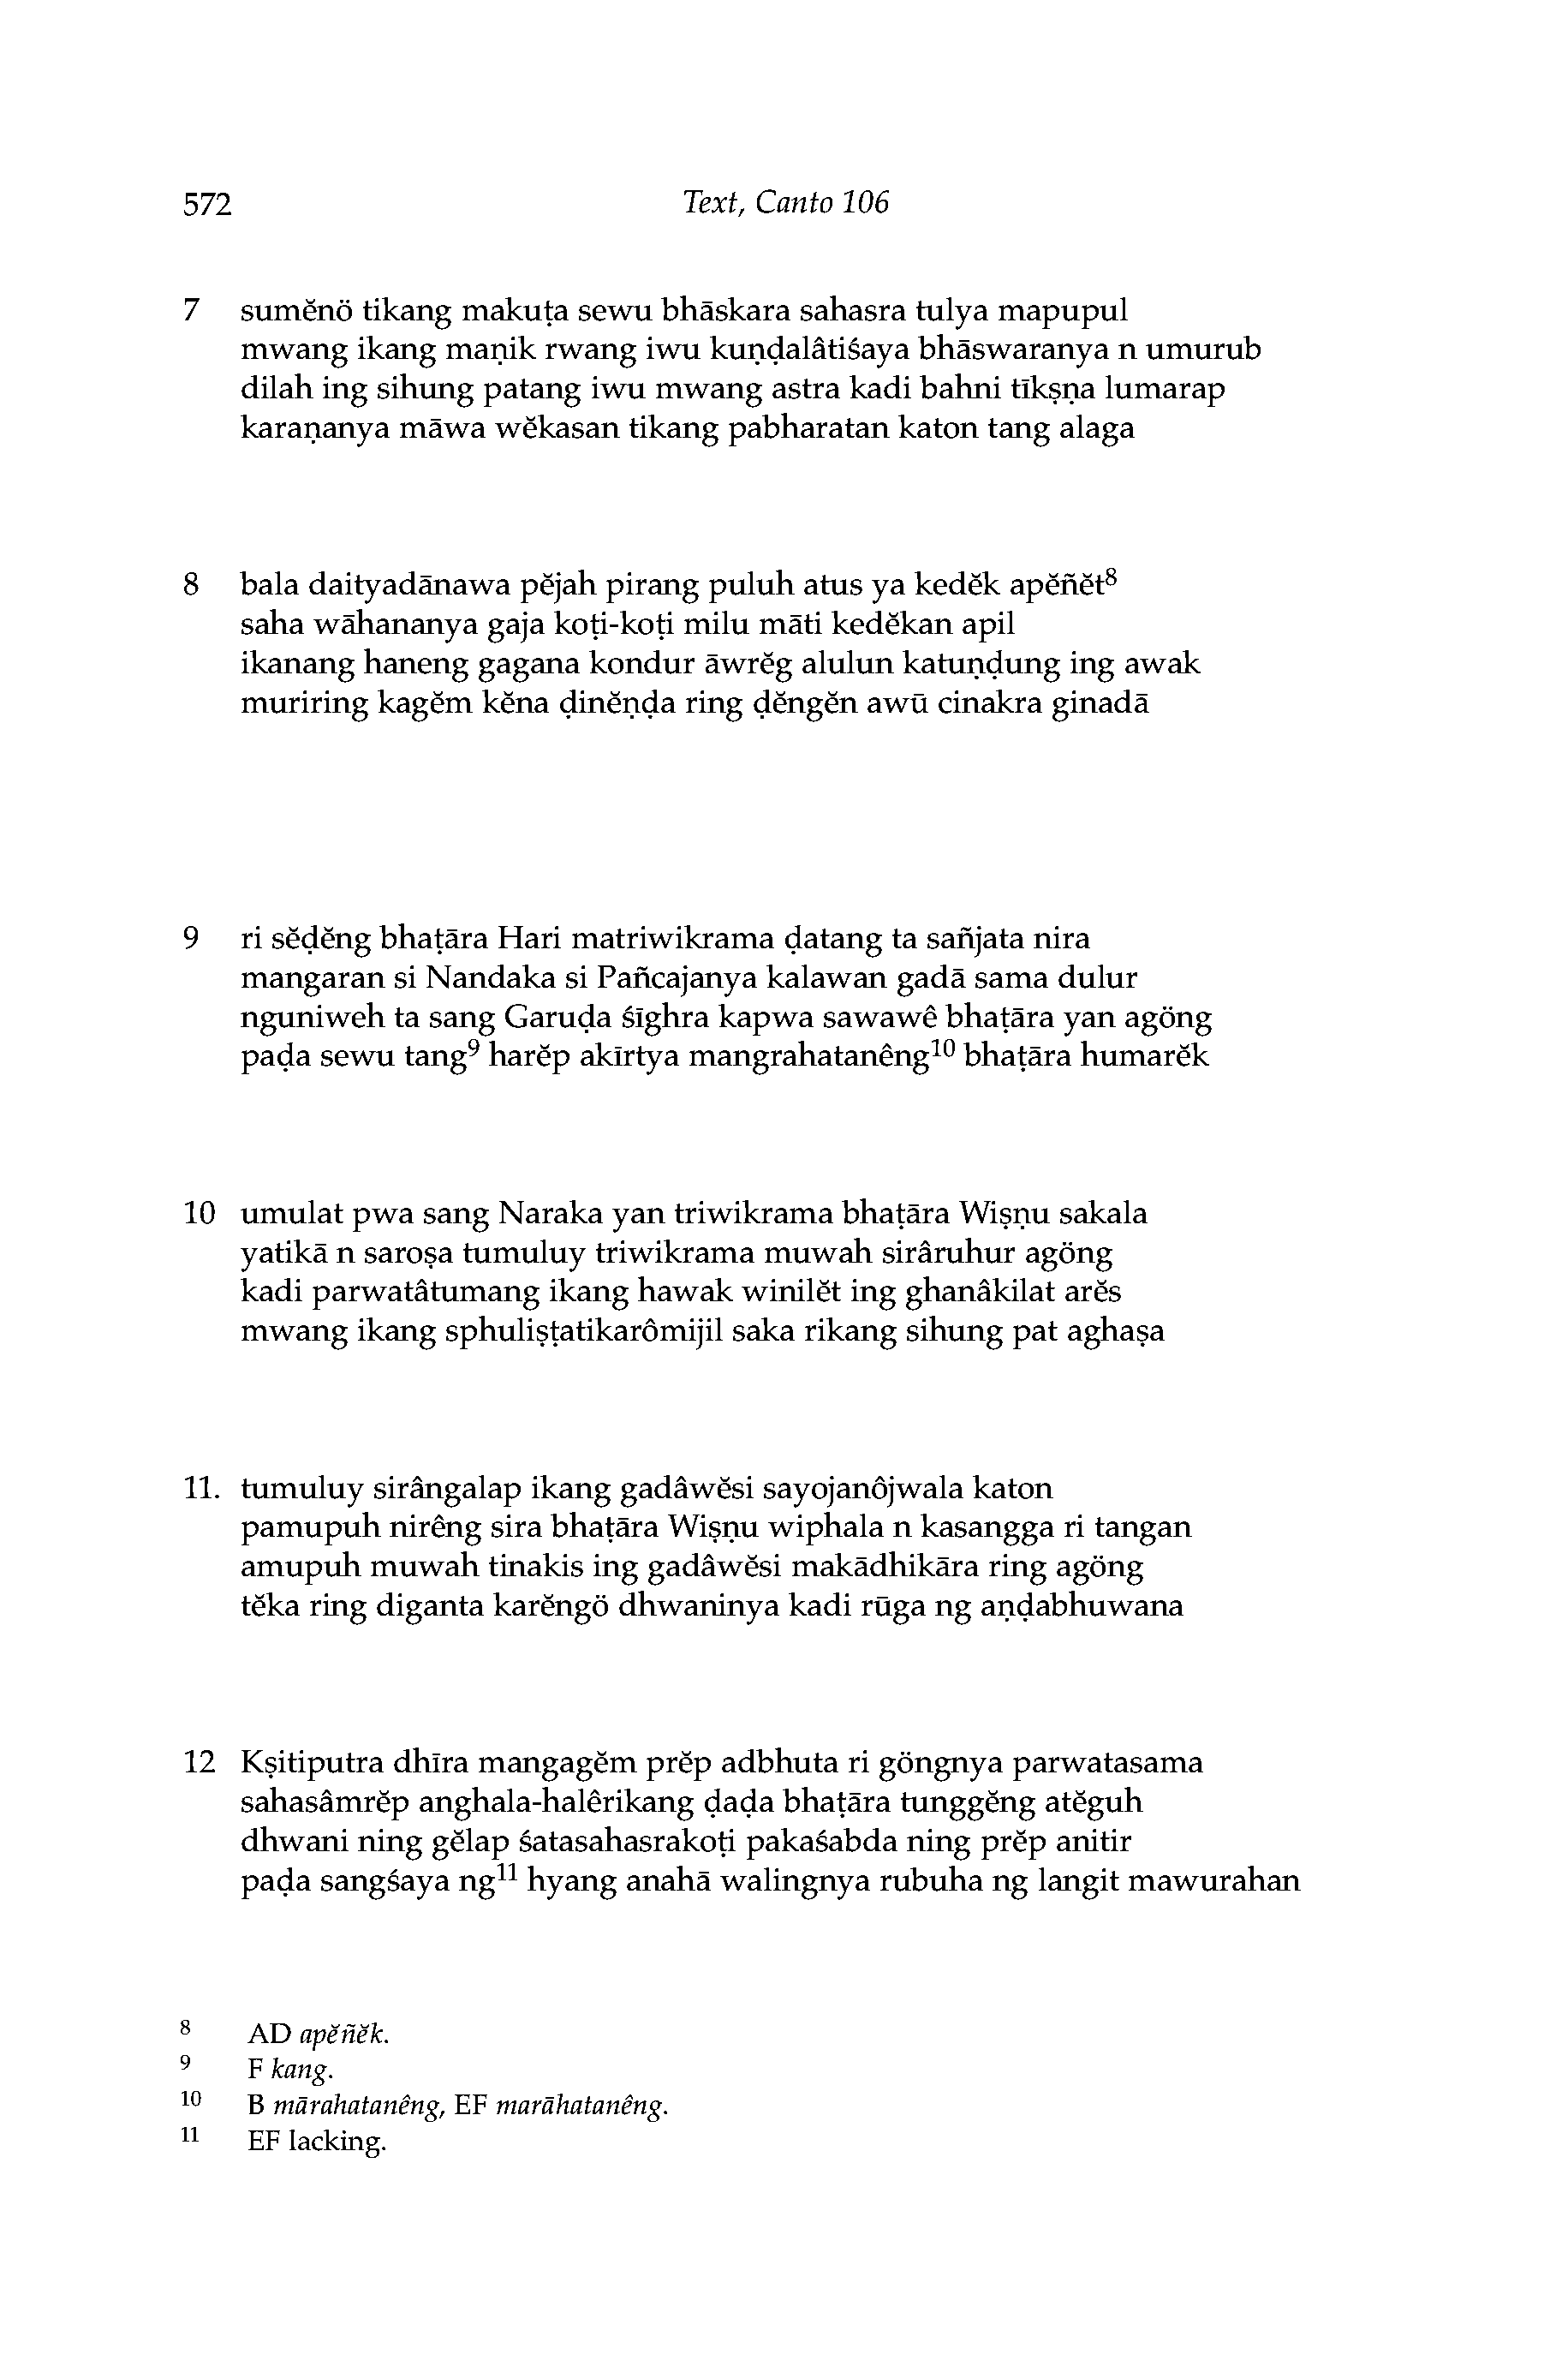 572 Text, Canto 106
7 sumĕnö tikang makuṭa sewu bhāskara sahasra tulya mapupul
mwang ikang maṇik rwang iwu kuṇḍalâtiśaya bhāswaranya n umurub
dilah ing sihung patang iwu mwang astra kadi bahni tīkṣṇa lumarap
karaṇanya māwa wĕkasan tikang pabharatan katon tang alaga
8 bala daityadānawa pĕjah pirang puluh atus ya kedĕk apĕñĕt⁸
saha wāhananya gaja koṭi-koṭi milu māti kedĕkan apil
ikanang haneng gagana kondur āwrĕg alulun katuṇḍung ing awak
muriring kagĕm kĕna ḍinĕṇḍa ring ḍĕngĕn awū cinakra ginadā
9 ri sĕḍĕng bhaṭāra Hari matriwikrama ḍatang ta sañjata nira
mangaran si Nandaka si Pañcajanya kalawan gadā sama dulur
nguniweh ta sang Garuḍa śīghra kapwa sawawê bhaṭāra yan agöng
paḍa sewu tang⁹ harĕp akīrtya mangrahatanêng¹⁰ bhaṭāra humarĕk
10 umulat pwa sang Naraka yan triwikrama bhaṭāra Wiṣṇu sakala
yatikā n saroṣa tumuluy triwikrama muwah sirâruhur agöng
kadi parwatâtumang ikang hawak winilĕt ing ghanâkilat arĕs
mwang ikang sphuliṣṭatikarômijil saka rikang sihung pat aghaṣa
11. tumuluy sirângalap ikang gadâwĕsi sayojanôjwala katon
pamupuh nirêng sira bhaṭāra Wiṣṇu wiphala n kasangga ri tangan
amupuh muwah tinakis ing gadâwĕsi makādhikāra ring agöng
tĕka ring diganta karĕngö dhwaninya kadi rūga ng aṇḍabhuwana
12 Kṣitiputra dhīra mangagĕm prĕp adbhuta ri göngnya parwatasama
sahasâmrĕp anghala-halêrikang ḍaḍa bhaṭāra tunggĕng atĕguh
dhwani ning gĕlap śatasahasrakoṭi pakaśabda ning prĕp anitir
paḍa sangśaya ng¹¹ hyang anahā walingnya rubuha ng langit mawurahan
8 AD apĕñĕk.
9 F kang.
10 B mārahatanêng, EF marāhatanêng.
11 EF lacking.